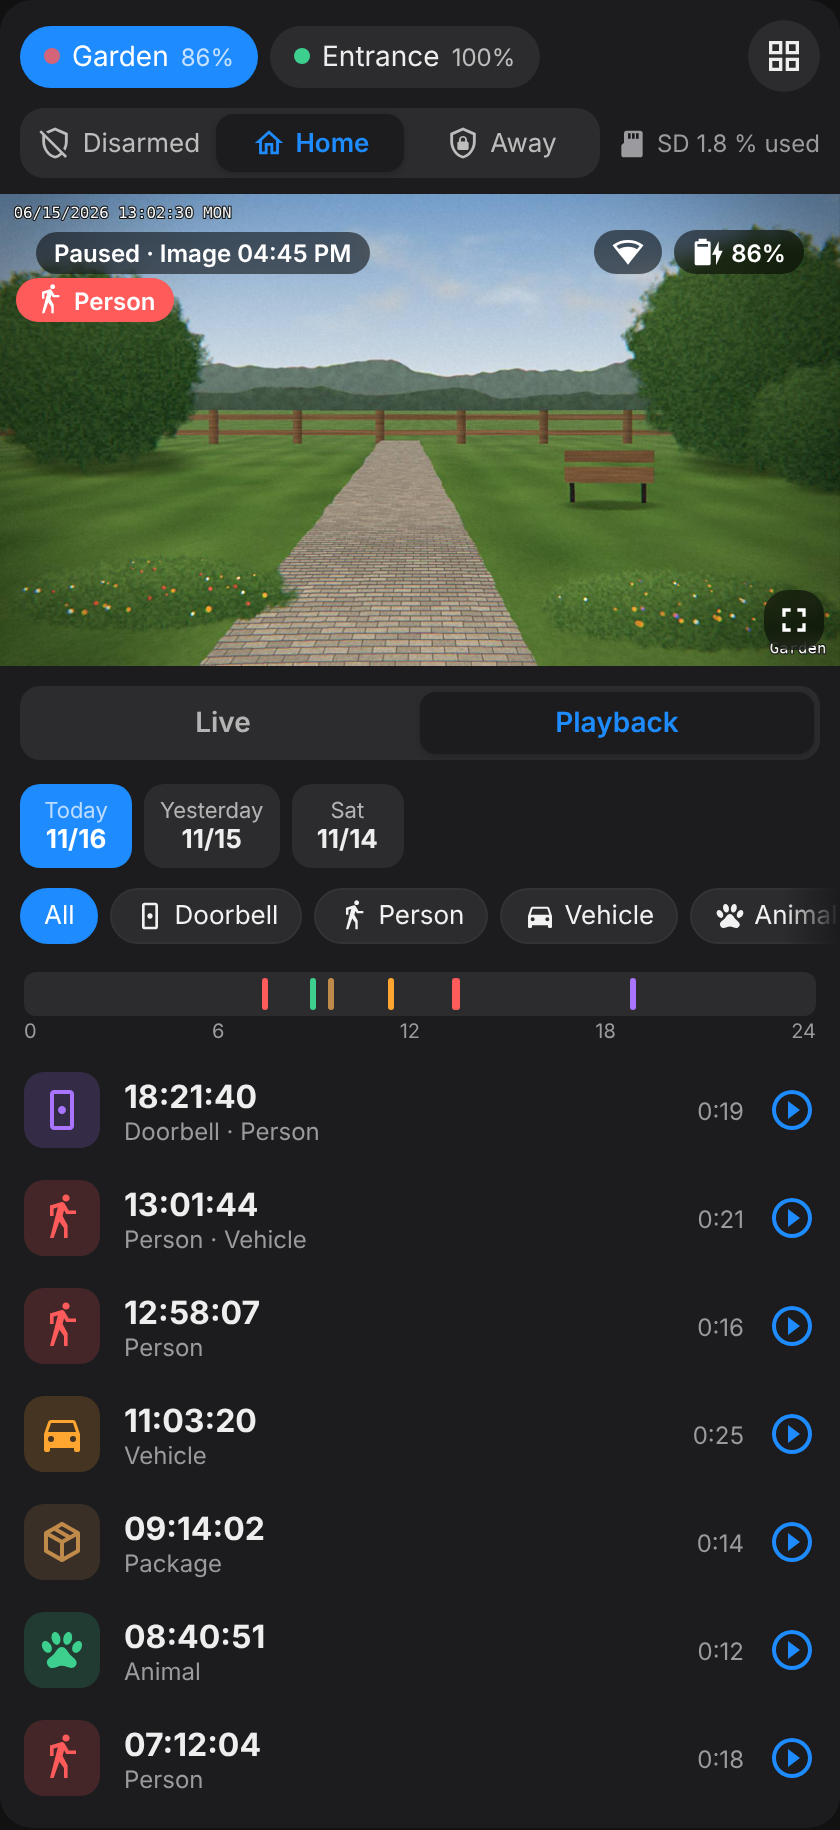 Garden 86%
Entrance 100%
Disarmed
Home
Away
SD 1.8 % used
06/15/2026 13:02:30 MON
Paused · Image 04:45 PM
86%
Person
Garden
Live
Playback
Today
11/16
Yesterday
11/15
Sat
11/14
All
Doorbell
Person
Vehicle
Animal
0 6 12 18 24
18:21:40
Doorbell · Person
0:19
13:01:44
Person · Vehicle
0:21
12:58:07
Person
0:16
11:03:20
Vehicle
0:25
09:14:02
Package
0:14
08:40:51
Animal
0:12
07:12:04
Person
0:18